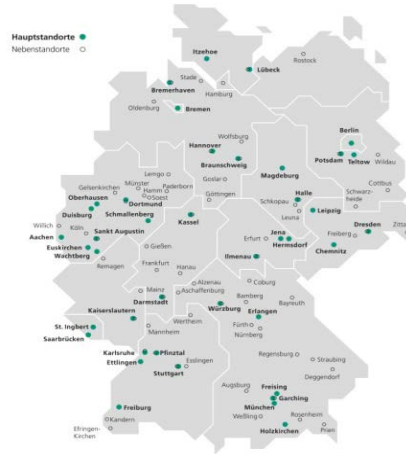 Hauptstandorte
Nebenstandorte
Itzehoe
Rostock
Lübeck
Stade
Bremerhaven
Hamburg
Oldenburg
Bremen
Berlin
Wolfsburg
Hannover
Potsdam
Teltow
Wildau
Braunschweig
Magdeburg
Lemgo
Goslar
Cottbus
Gelsenkirchen
Münster
Paderborn
Hamm
Soest
Göttingen
Halle
Schwarz-
heide
Oberhausen
Dortmund
Schkopau
Leipzig
Duisburg
Schmallenberg
Kassel
Leuna
Willich
Köln
Sankt Augustin
Jena
Dresden
Zitta
Aachen
Erfurt
Hermsdorf
Freiberg
Euskirchen
Gießen
Chemnitz
Wachtberg
Ilmenau
Remagen
Frankfurt
Hanau
Coburg
Mainz
Alzenau
Aschaffenburg
Bamberg
Bayreuth
Darmstadt
Würzburg
Kaiserslautern
Wertheim
Erlangen
St. Ingbert
Mannheim
Fürth
Nürnberg
Saarbrücken
Karlsruhe
Pfinztal
Regensburg
Straubing
Ettlingen
Esslingen
Stuttgart
Deggendorf
Augsburg
Freising
Garching
Freiburg
München
Kandern
Weßling
Rosenheim
Efringen-
Kirchen
Holzkirchen
Prien